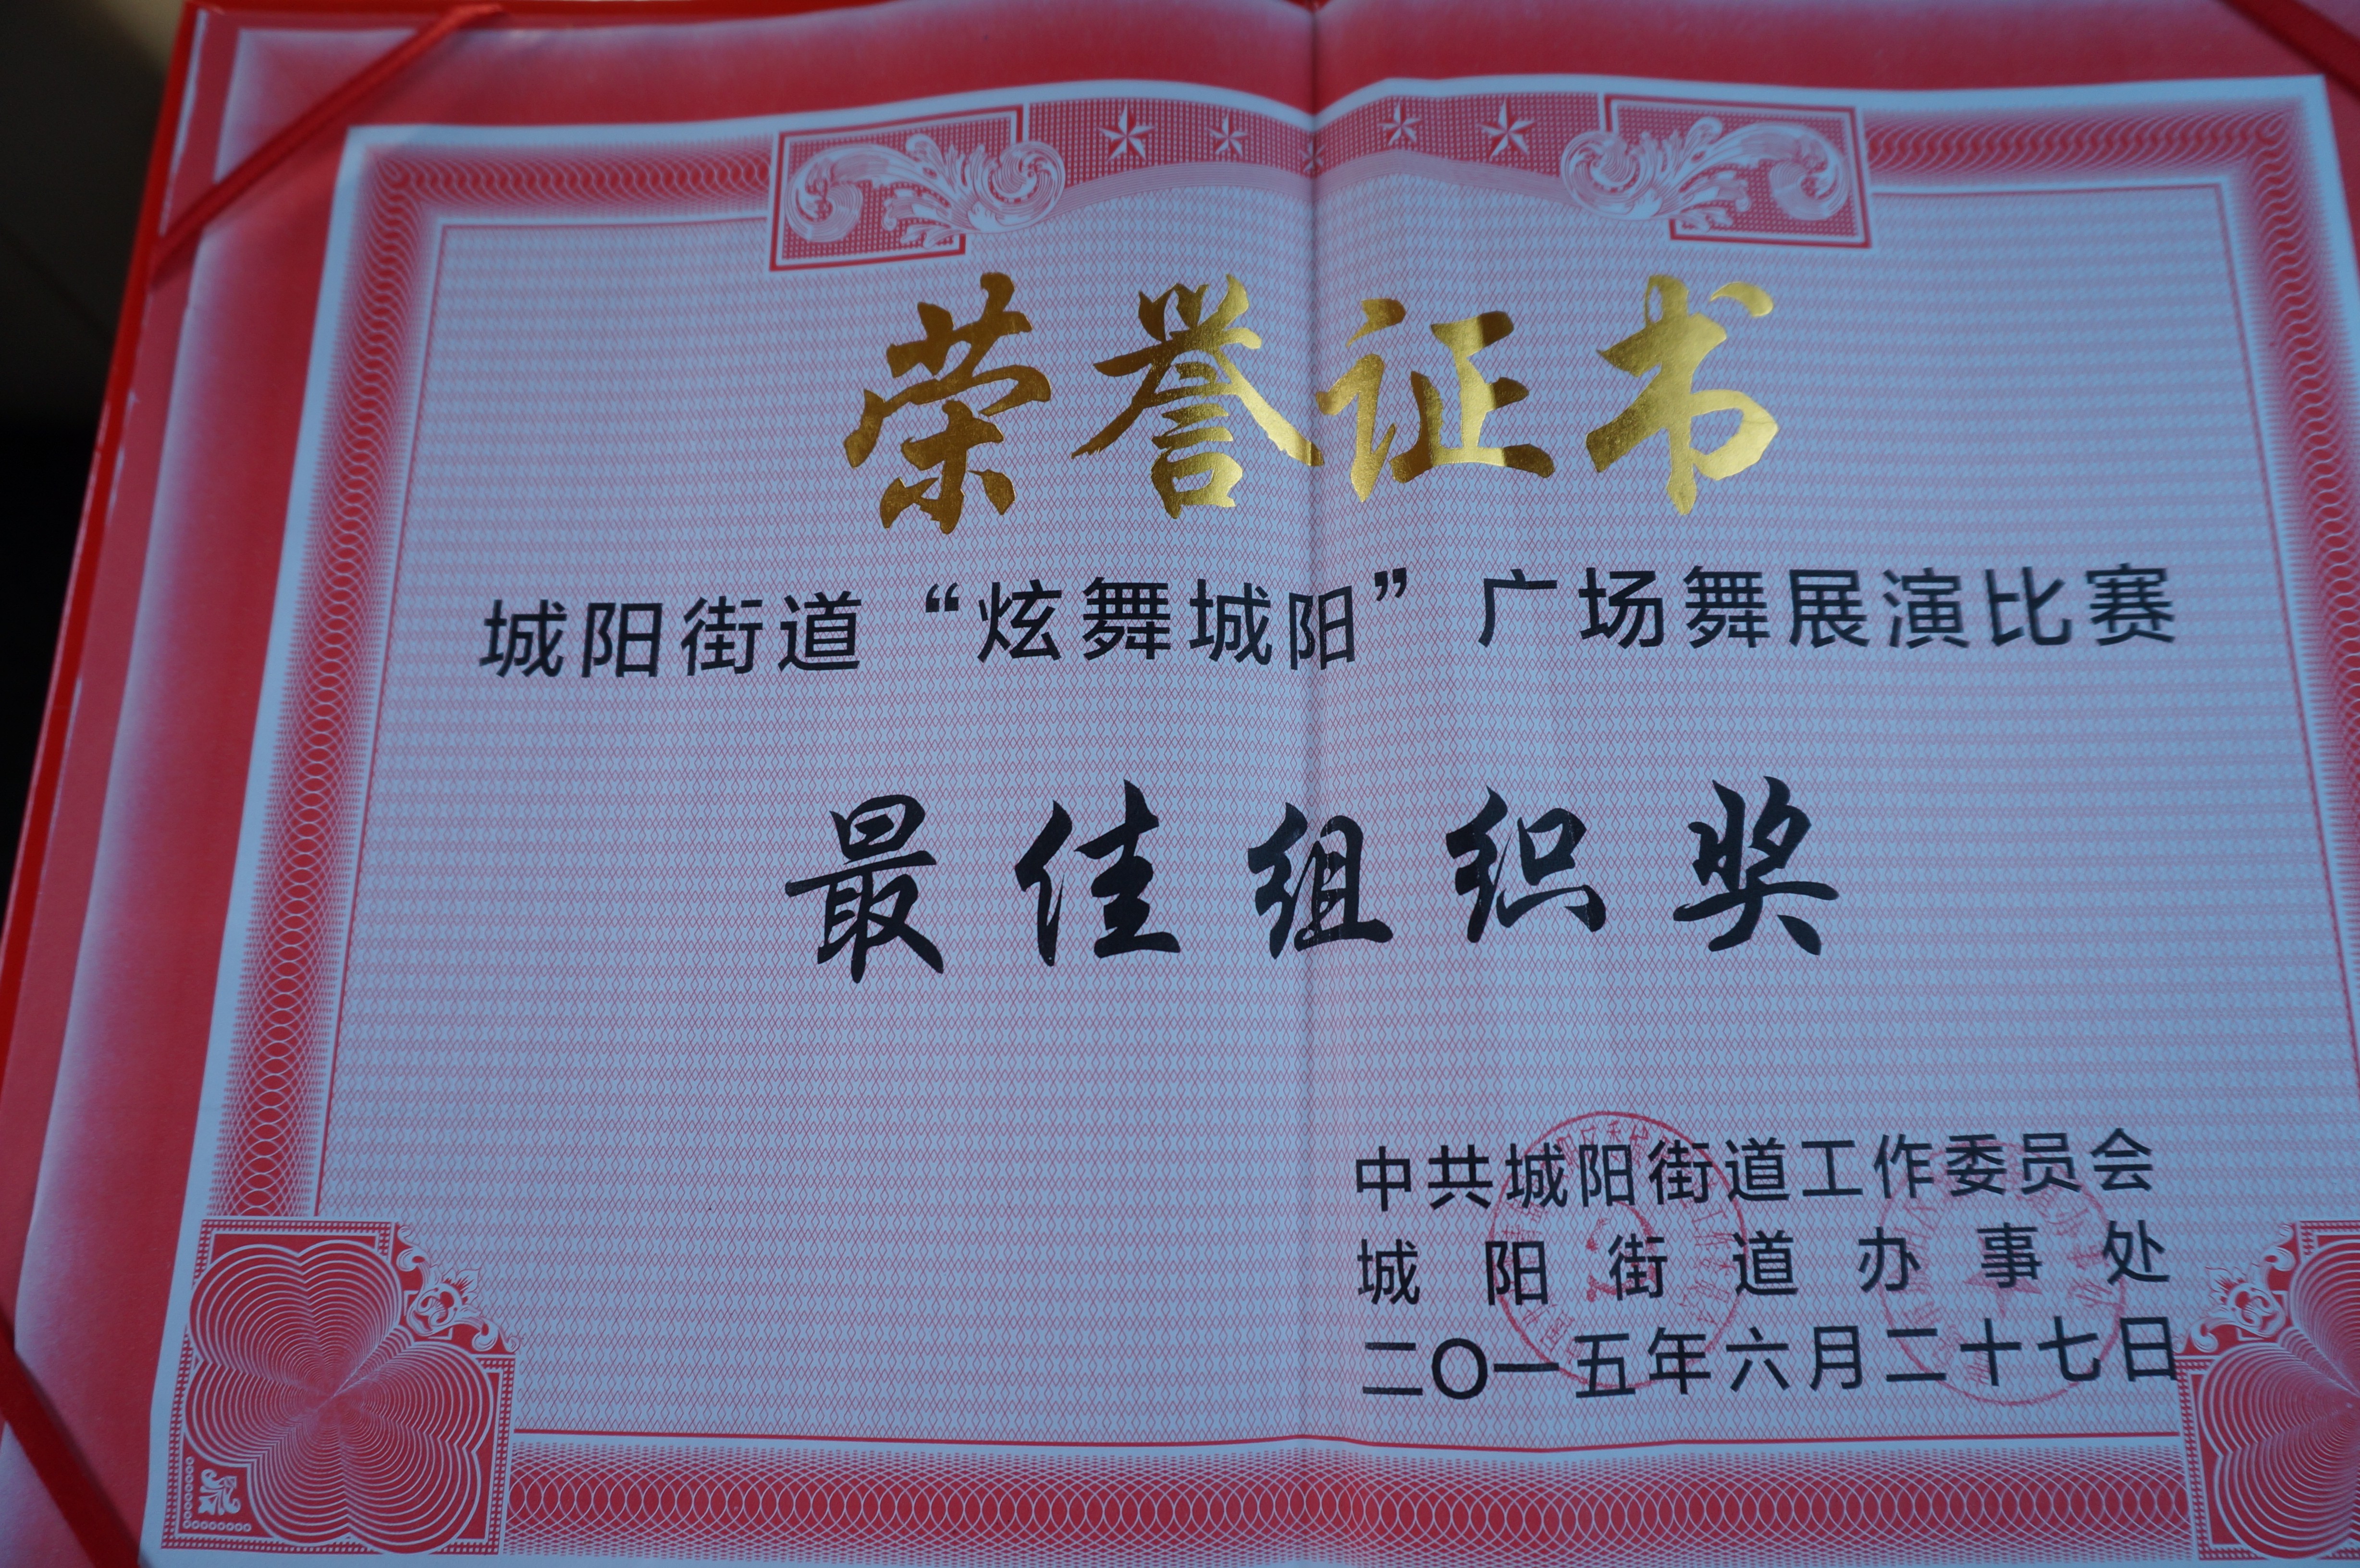 荣誉证书
城阳街道“炫舞城阳”广场舞展演比赛
最佳组织奖
中共城阳街道工作委员会
城阳街道办事处
二〇一五年六月二十七日